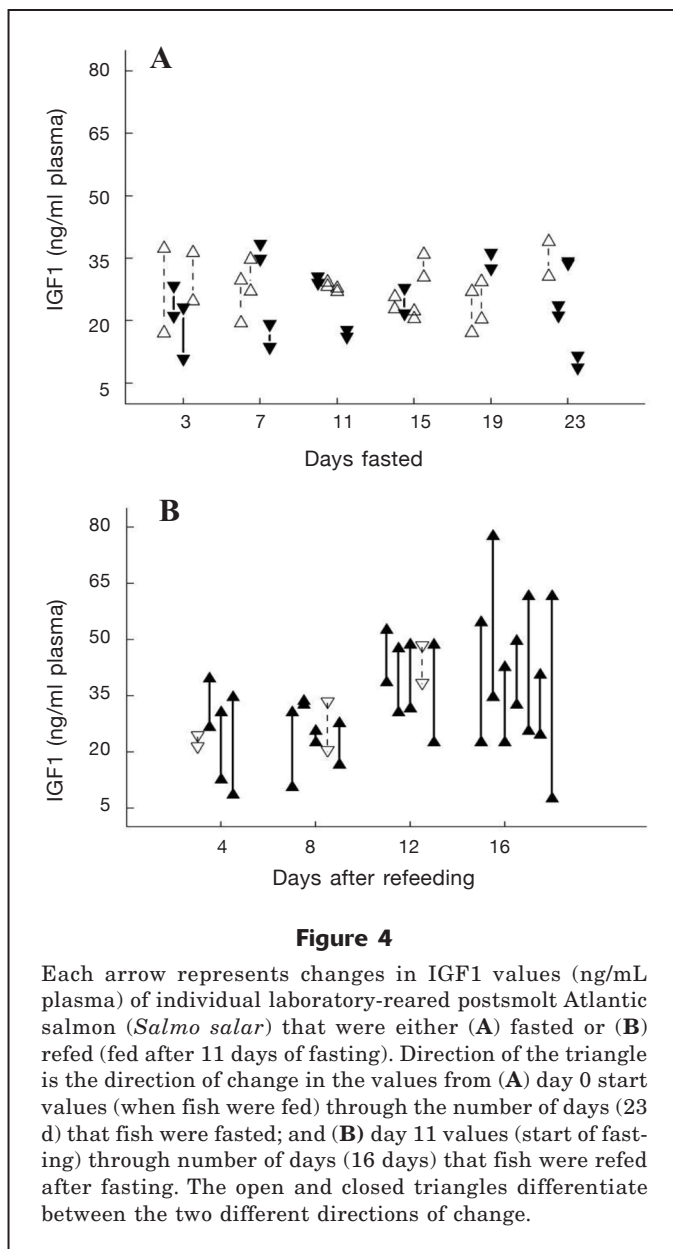 A
80
65
50
35
20
5
IGF1 (ng/ml plasma)
3 7 11 15 19 23
Days fasted
B
80
65
50
35
20
5
IGF1 (ng/ml plasma)
4 8 12 16
Days after refeeding
Figure 4
Each arrow represents changes in IGF1 values (ng/mL
plasma) of individual laboratory-reared postsmolt Atlantic
salmon (Salmo salar) that were either (A) fasted or (B)
refed (fed after 11 days of fasting). Direction of the triangle
is the direction of change in the values from (A) day 0 start
values (when fish were fed) through the number of days (23
d) that fish were fasted; and (B) day 11 values (start of fast-
ing) through number of days (16 days) that fish were refed
after fasting. The open and closed triangles differentiate
between the two different directions of change.